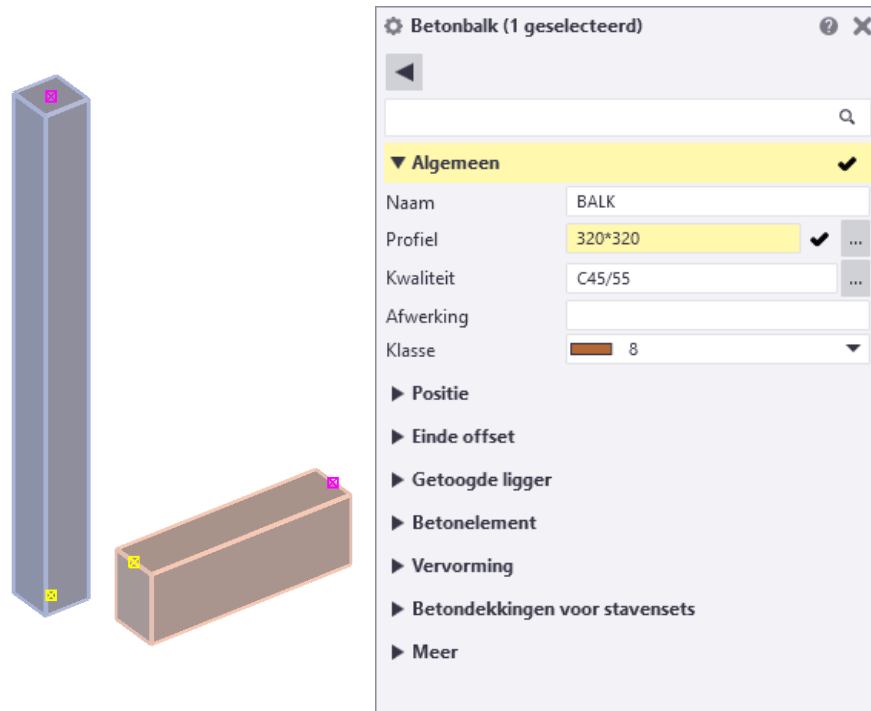 Betonbalk (1 geselecteerd)
Algemeen
Naam BALK
Profiel 320*320 ...
Kwaliteit C45/55 ...
Afwerking
Klasse 8
Positie
Einde offset
Getoogde ligger
Betonelement
Vervorming
Betondekkingen voor stavensets
Meer